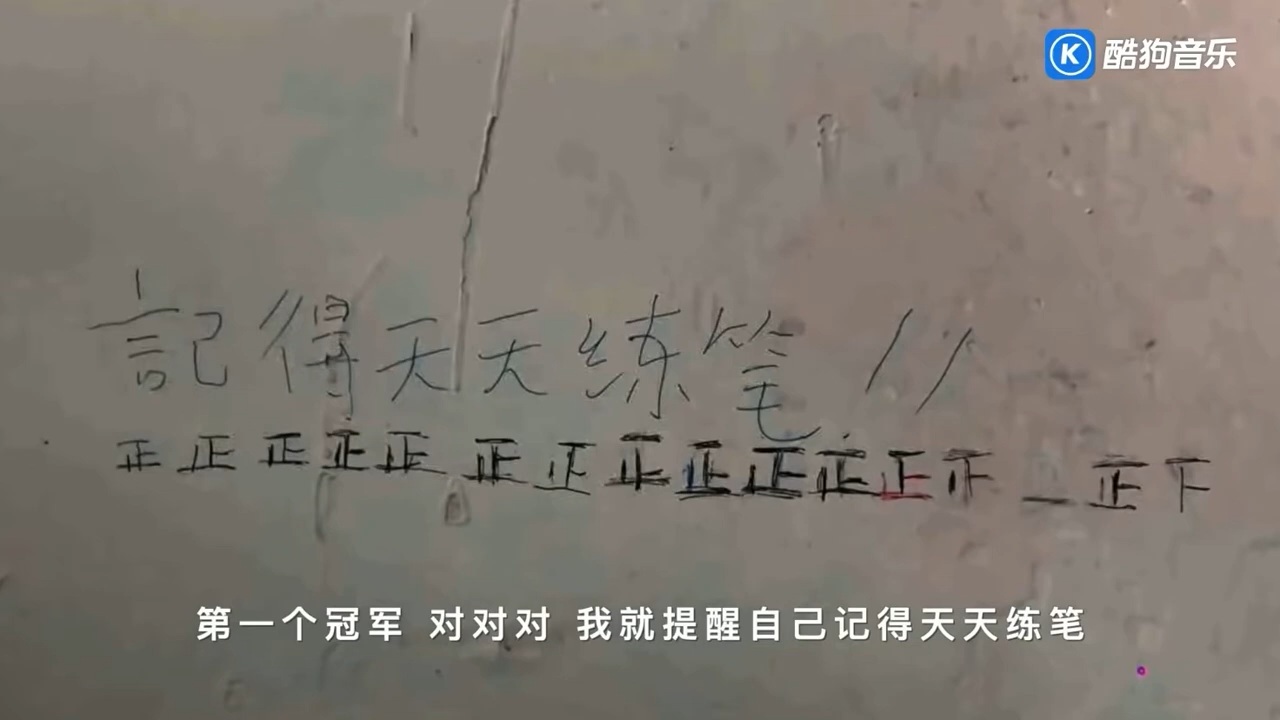 酷狗音乐
記得天天练笔 //
正正正正正正正正正正正正下一正下
第一个冠军 对对对 我就提醒自己记得天天练笔